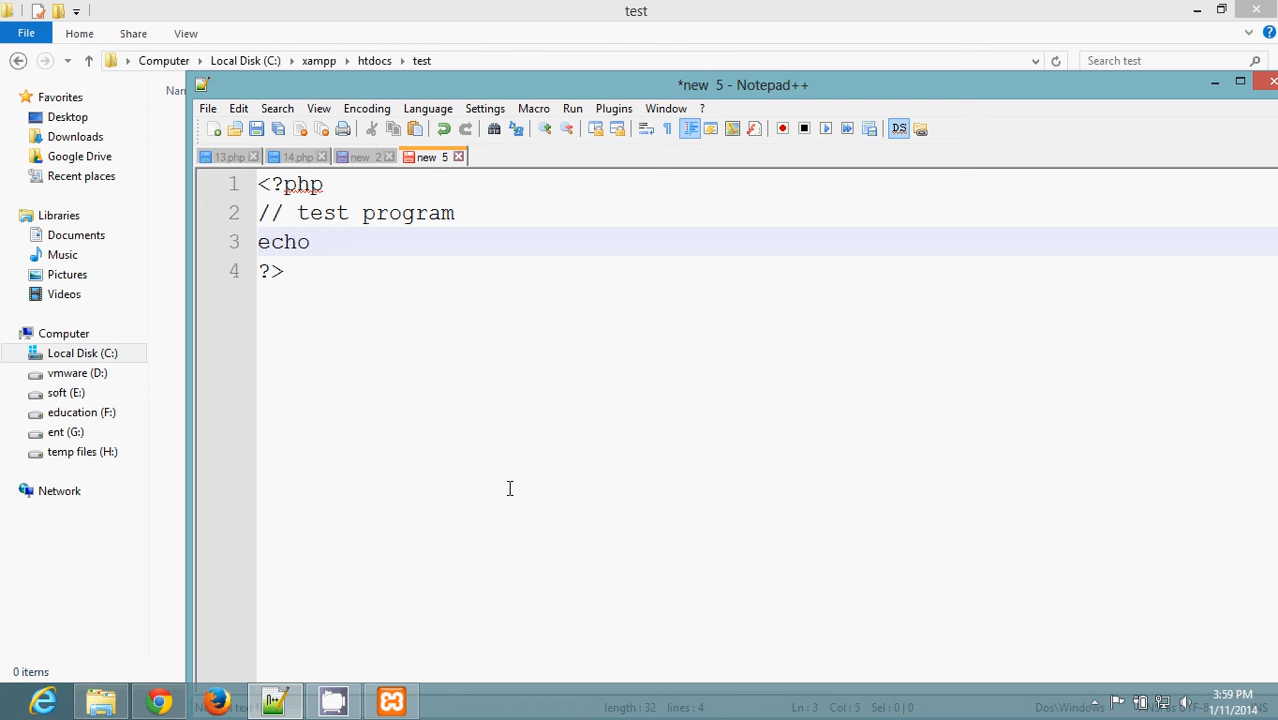 test
File Home Share View
Computer Local Disk (C:) xampp htdocs test Search test
Favorites
Desktop
Downloads
Google Drive
Recent places
Libraries
Documents
Music
Pictures
Videos
Computer
Local Disk (C:)
vmware (D:)
soft (E:)
education (F:)
ent (G:)
temp files (H:)
Network
0 items
Nam
*new 5 - Notepad++
File Edit Search View Encoding Language Settings Macro Run Plugins Window ?
13.php 14.php new 2 new 5
1 <?php
2 // test program
3 echo
4 ?>
length : 32 lines : 4 Ln : 3 Col : 5 Sel : 0 | 0 Dos\Windows INS
3:59 PM
1/11/2014